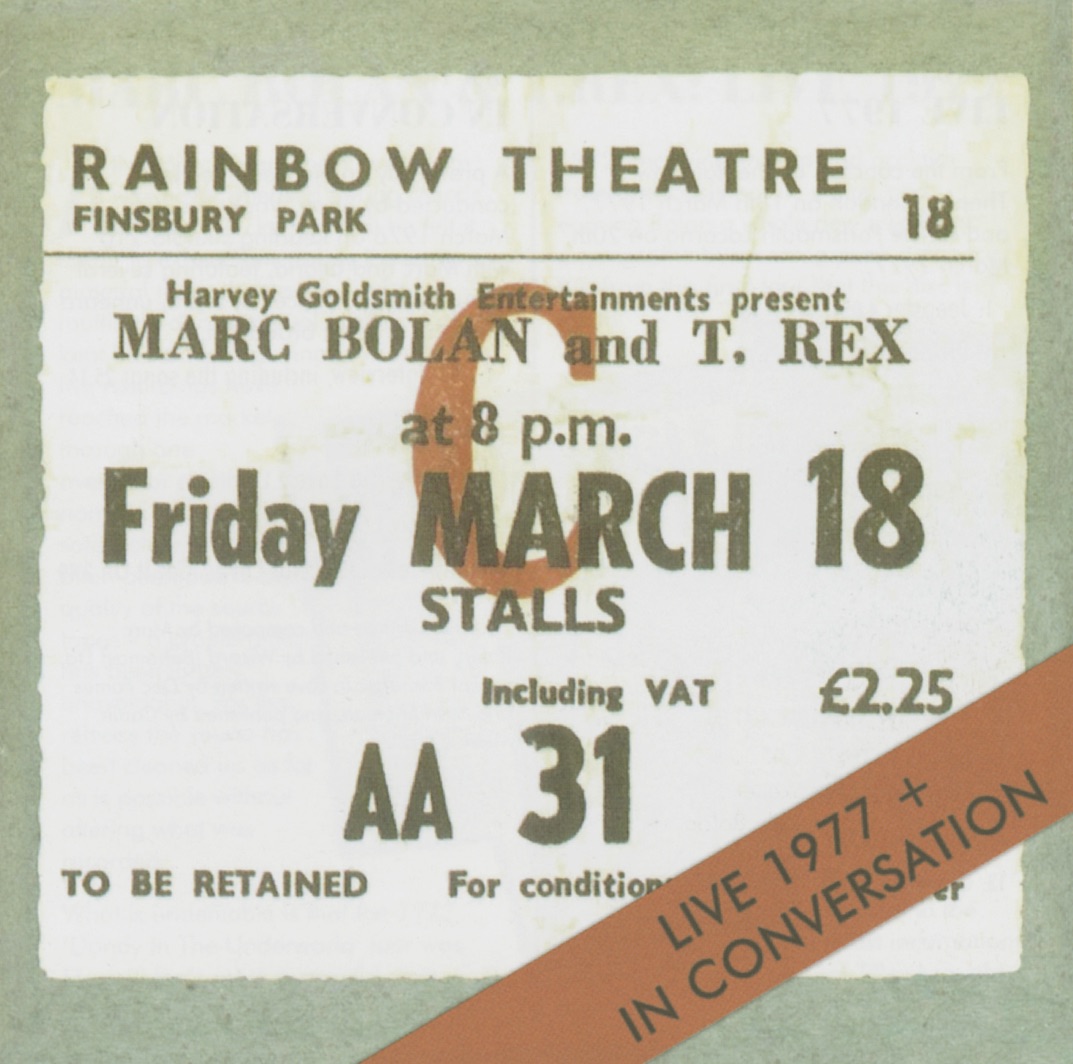 RAINBOW THEATRE
FINSBURY PARK 18
Harvey Goldsmith Entertainments present
MARC BOLAN and T. REX
C
at 8 p.m.
Friday MARCH 18
STALLS
Including VAT £2.25
AA 31
TO BE RETAINED For condition er
LIVE 1977 +
IN CONVERSATION